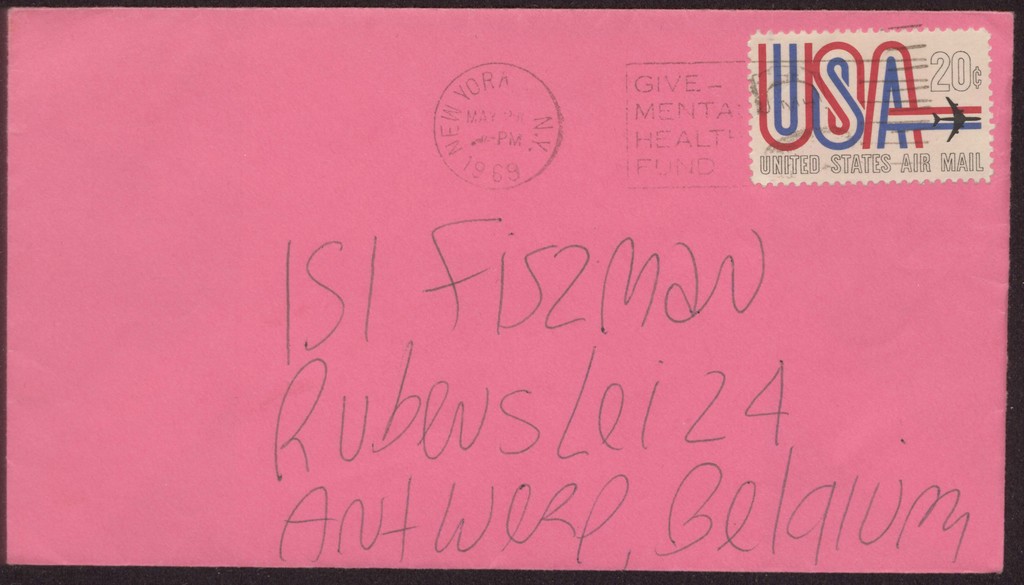 NEW YORK N.Y.
MAY
PM
1969
GIVE-
MENTA
HEALTH
FUND
USA 20¢
UNITED STATES AIR MAIL
ISI Fiszman
Rubenslei 24
Antwerp, Belgium